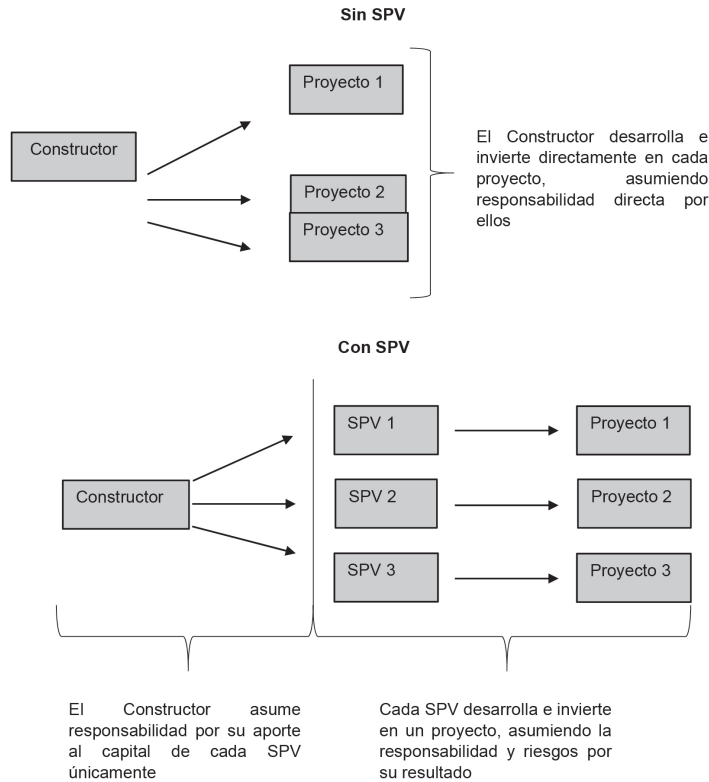 Sin SPV
Proyecto 1
Constructor
Proyecto 2
Proyecto 3
El Constructor desarrolla e
invierte directamente en cada
proyecto, asumiendo
responsabilidad directa por
ellos
Con SPV
SPV 1
Proyecto 1
Constructor
SPV 2
Proyecto 2
SPV 3
Proyecto 3
El Constructor asume
responsabilidad por su aporte
al capital de cada SPV
únicamente
Cada SPV desarrolla e invierte
en un proyecto, asumiendo la
responsabilidad y riesgos por
su resultado